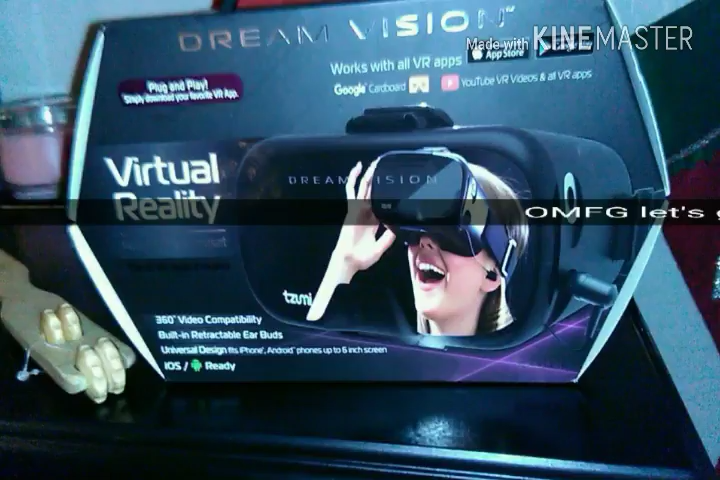 DREAM VISION™
Made with KINEMASTER
Works with all VR apps
App Store
Google Cardboard
YouTube VR Videos & all VR apps
Plug and Play!
Simply download your favorite VR App.
Virtual
Reality
DREAM VISION
OMFG let's
tzumi
360° Video Compatibility
Built-in Retractable Ear Buds
Universal Design fits iPhone, Android phones up to 6 inch screen
iOS / Ready